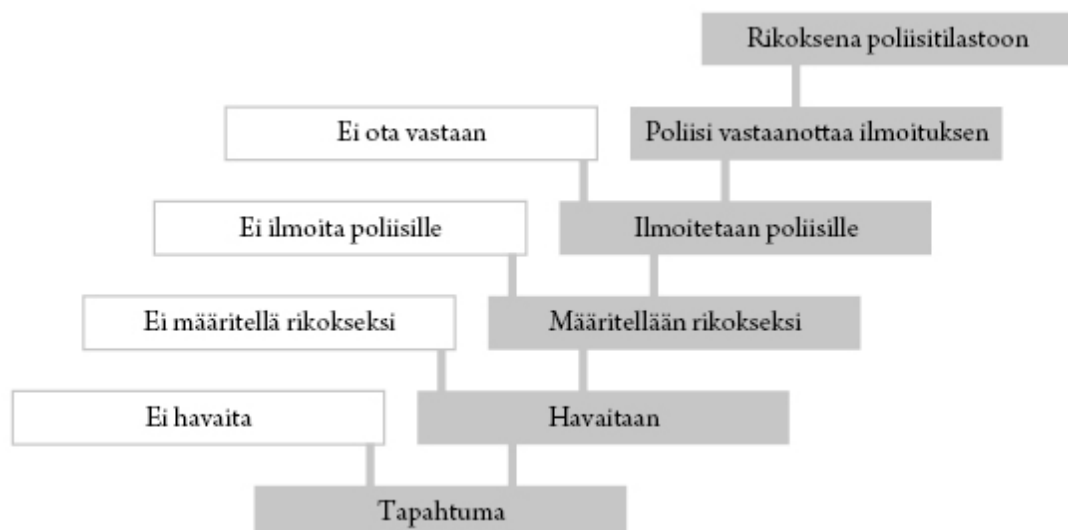 Rikoksena poliisitilastoon
Ei ota vastaan
Poliisi vastaanottaa ilmoituksen
Ei ilmoita poliisille
Ilmoitetaan poliisille
Ei määritellä rikokseksi
Määritellään rikokseksi
Ei havaita
Havaitaan
Tapahtuma